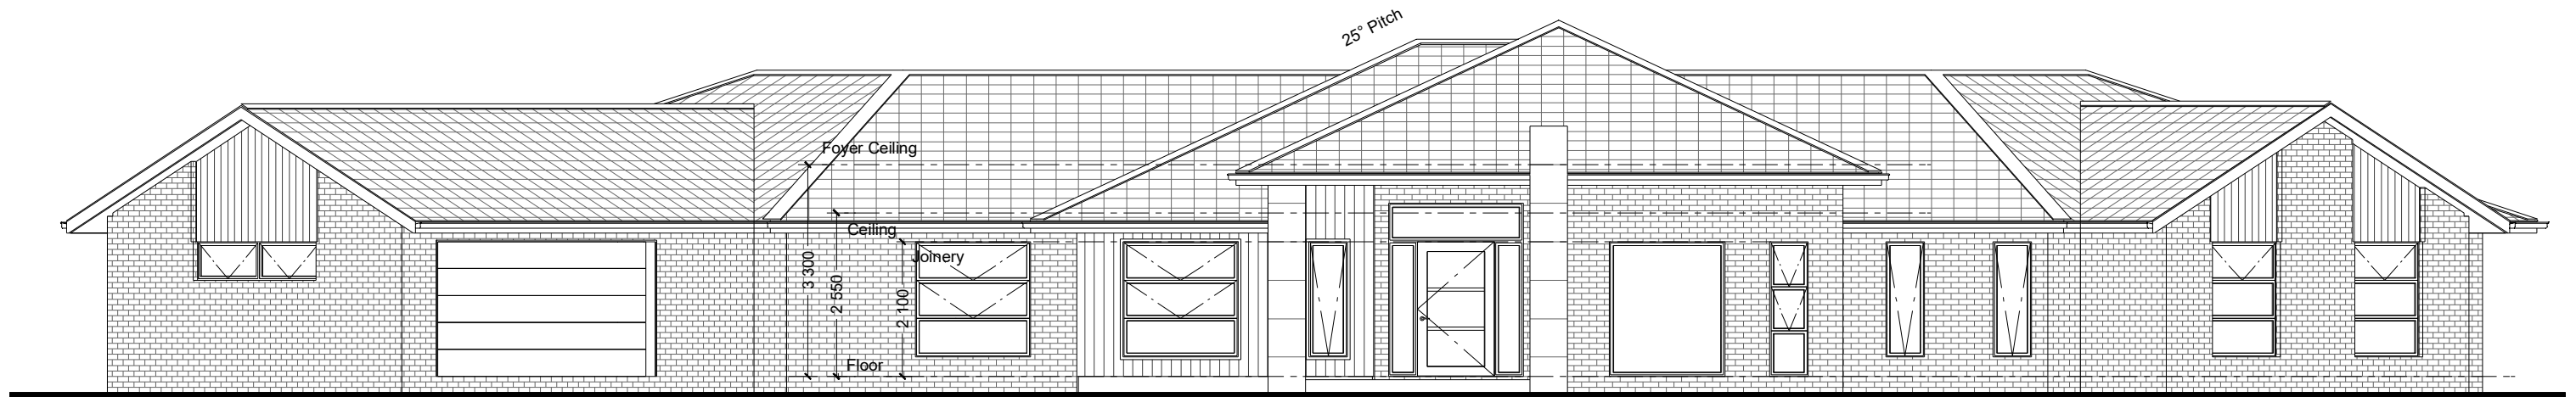 25° Pitch
Foyer Ceiling
Ceiling
Joinery
3 300
2 550
2 100
Floor